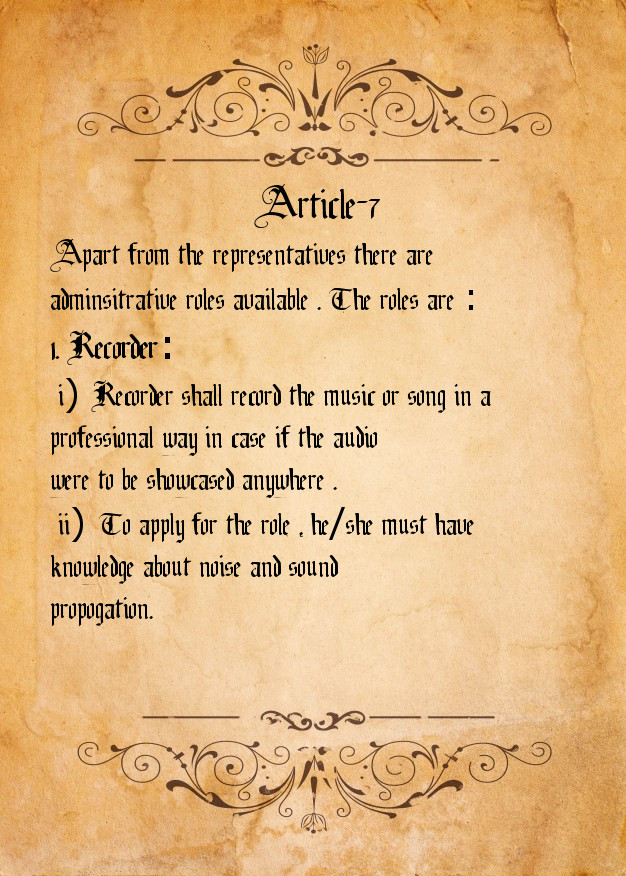 Article-7
Apart from the representatives there are
adminsitrative roles available . The roles are :
1. Recorder :
i) Recorder shall record the music or song in a
professional way in case if the audio
were to be showcased anywhere .
ii) To apply for the role , he/she must have
knowledge about noise and sound
propogation.